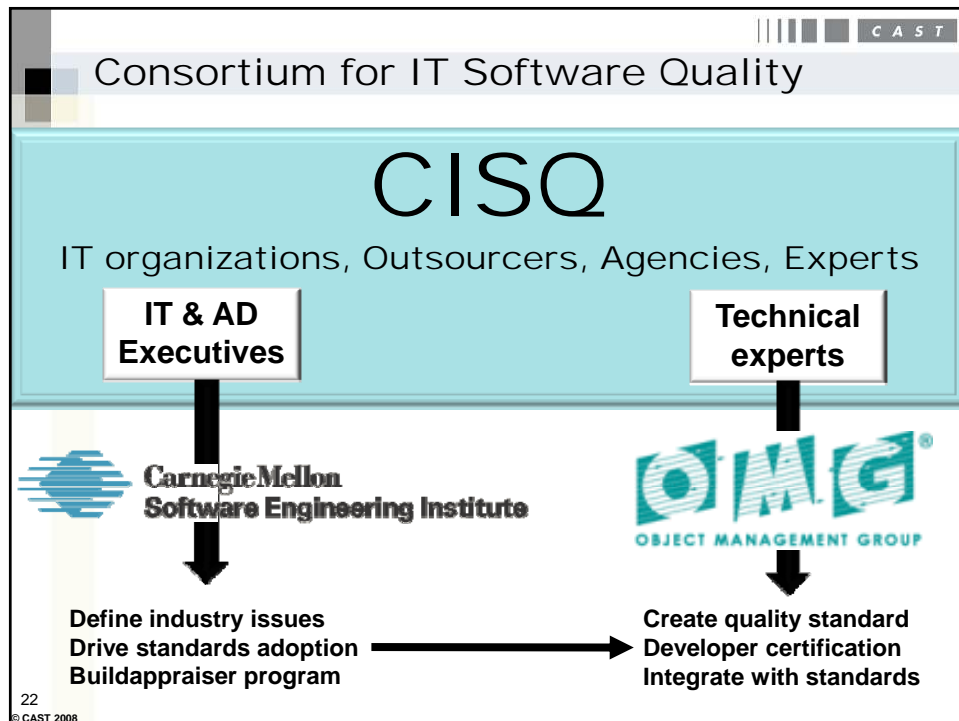 CAST
Consortium for IT Software Quality
CISQ
IT organizations, Outsourcers, Agencies, Experts
IT & AD
Executives
Technical
experts
Carnegie Mellon
Software Engineering Institute
OMG®
OBJECT MANAGEMENT GROUP
Define industry issues
Drive standards adoption
Buildappraiser program
Create quality standard
Developer certification
Integrate with standards
22
© CAST 2008